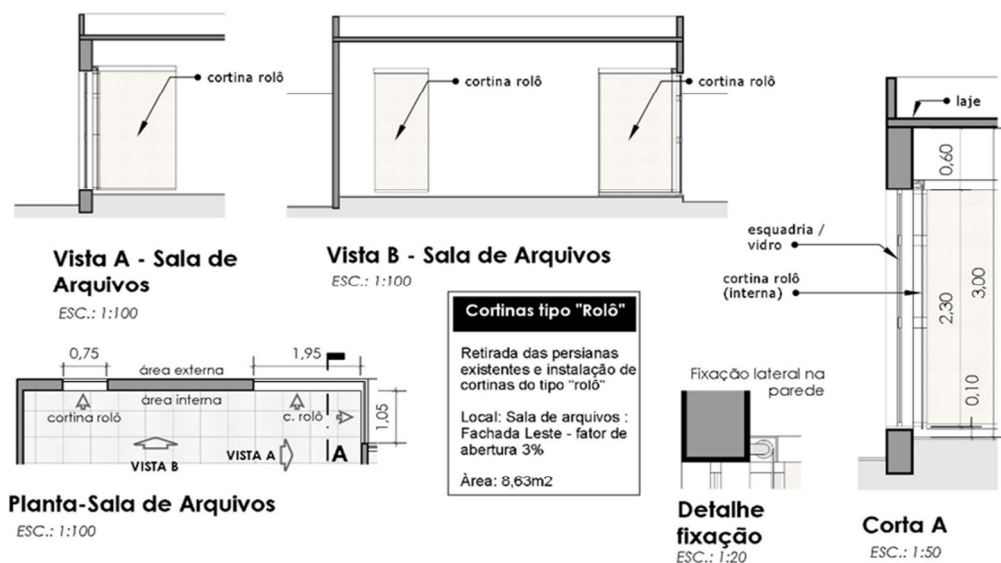 cortina rolô
cortina rolô
cortina rolô
laje
0,60
esquadria /
vidro
cortina rolô
(interna)
2,30
3,00
0,10
Vista A - Sala de
Arquivos
ESC.: 1:100
Vista B - Sala de Arquivos
ESC.: 1:100
Cortinas tipo "Rolô"
Retirada das persianas
existentes e instalação de
cortinas do tipo "rolô"
Local: Sala de arquivos :
Fachada Leste - fator de
abertura 3%
Àrea: 8,63m2
0,75
1,95
área externa
área interna
cortina rolô
c. rolô
1,05
VISTA B
VISTA A
A
Planta-Sala de Arquivos
ESC.: 1:100
Fixação lateral na
parede
Detalhe
fixação
ESC.: 1:20
Corta A
ESC.: 1:50